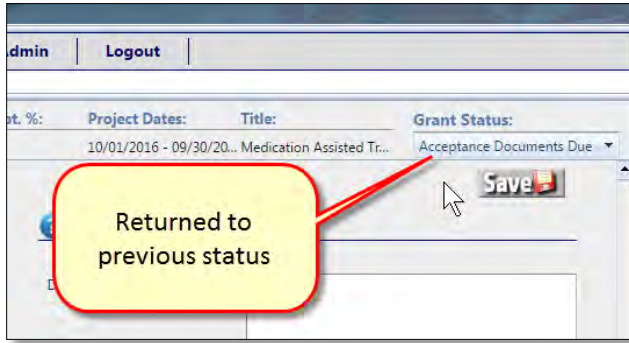 Admin Logout
pt. %: Project Dates: Title: Grant Status:
10/01/2016 - 09/30/20... Medication Assisted Tr... Acceptance Documents Due
Save
Returned to
previous status